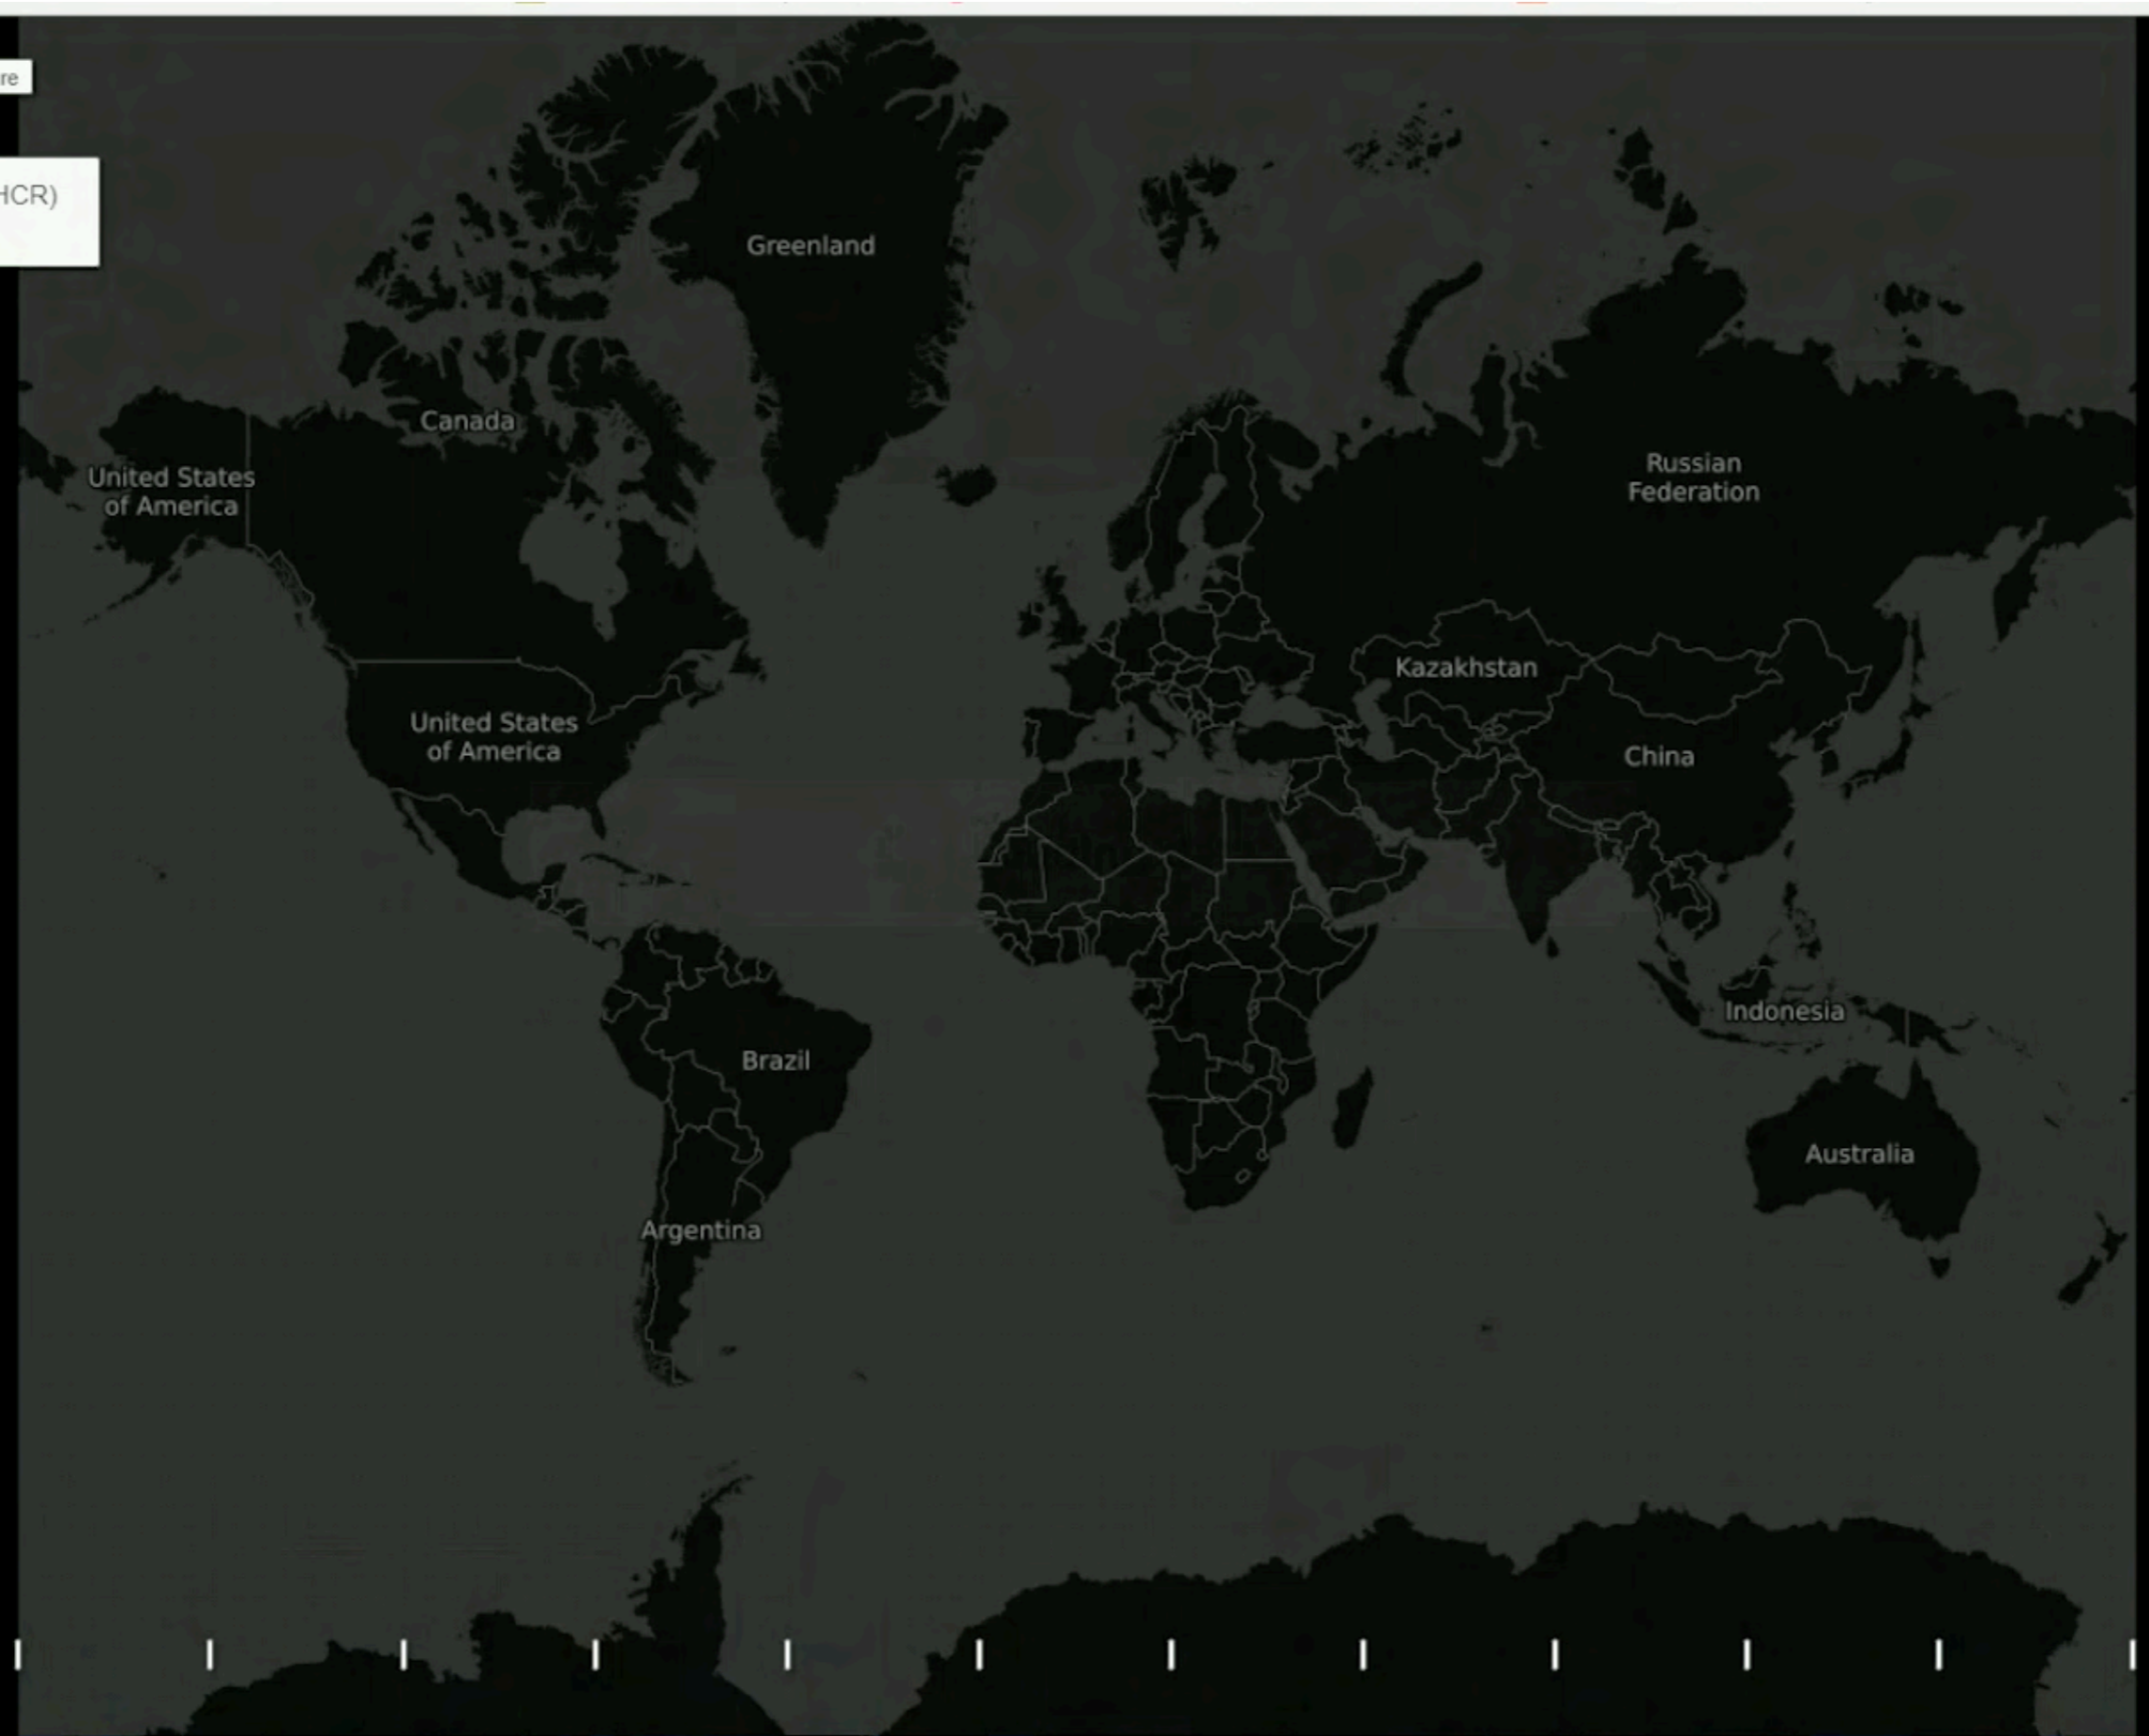 re
HCR)
Greenland
Canada
United States
of America
Russian
Federation
Kazakhstan
United States
of America
China
Indonesia
Brazil
Australia
Argentina